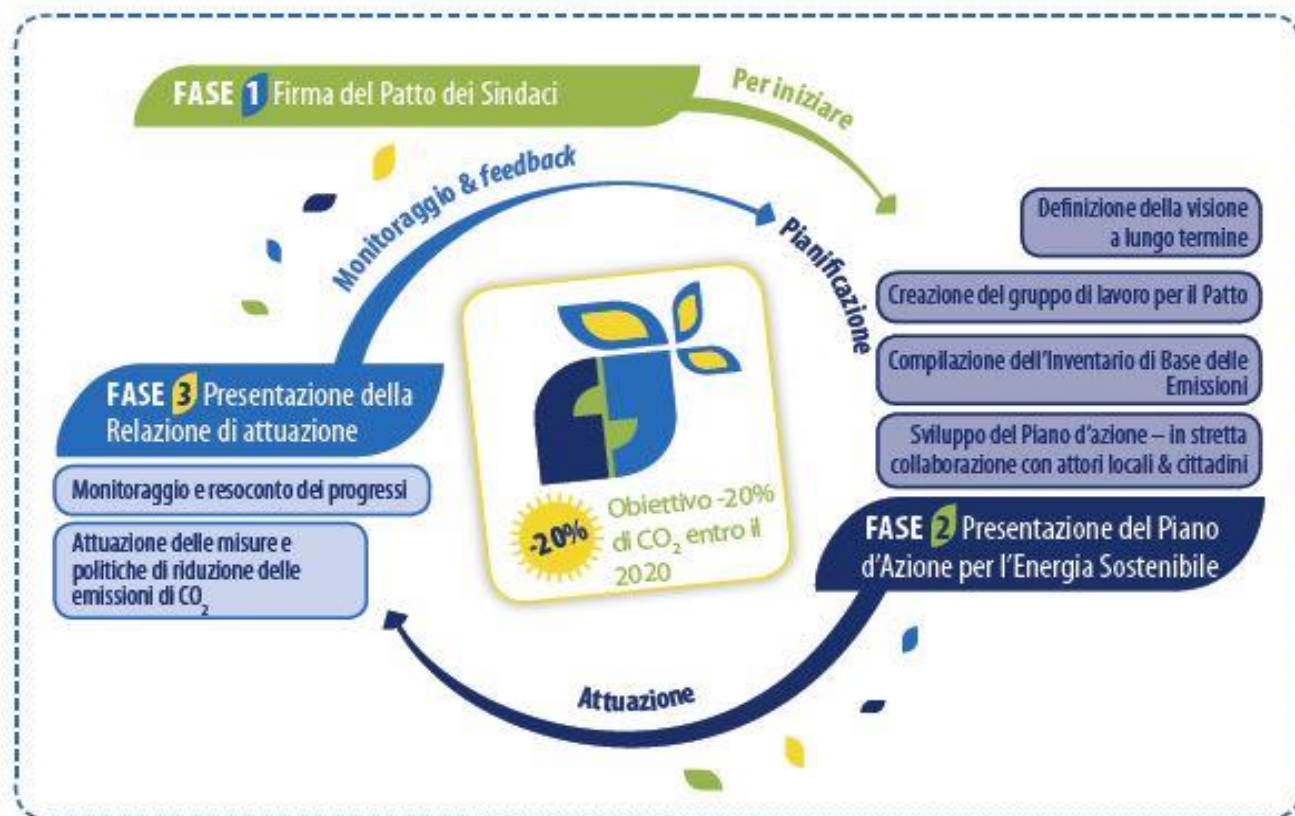 FASE 1 Firma del Patto dei Sindaci
Per iniziare
Monitoraggio & feedback
Pianificazione
Definizione della visione
a lungo termine
Creazione del gruppo di lavoro per il Patto
Compilazione dell'Inventario di Base delle
Emissioni
Sviluppo del Piano d'azione – in stretta
collaborazione con attori locali & cittadini
FASE 2 Presentazione del Piano
d'Azione per l'Energia Sostenibile
FASE 3 Presentazione della
Relazione di attuazione
Monitoraggio e resoconto dei progressi
Attuazione delle misure e
politiche di riduzione delle
emissioni di CO₂
-20%
Obiettivo -20%
di CO₂ entro il
2020
Attuazione